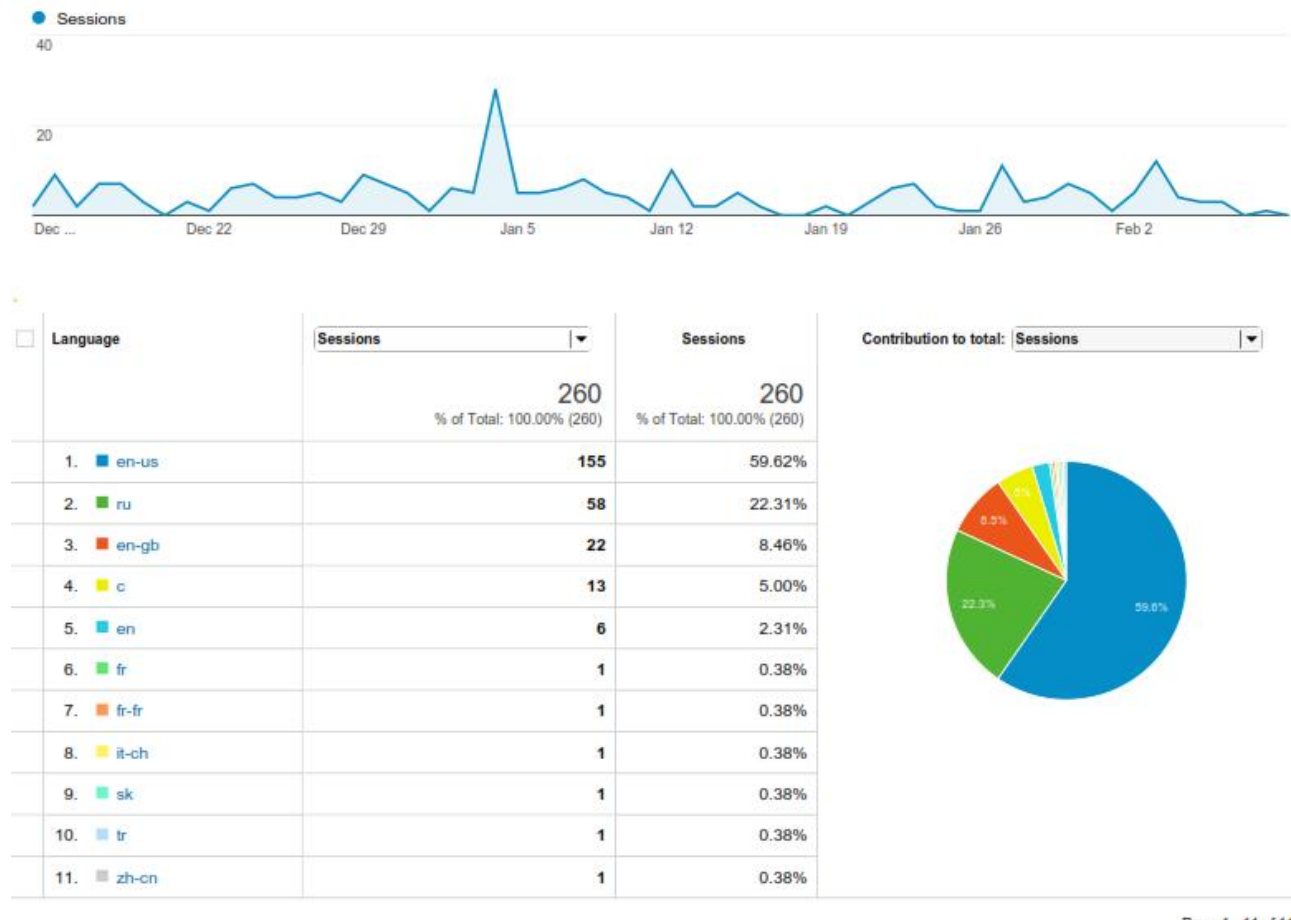 Sessions
40
20
Dec ... Dec 22 Dec 29 Jan 5 Jan 12 Jan 19 Jan 26 Feb 2
Language Sessions Sessions Contribution to total: Sessions
260 260
% of Total: 100.00% (260) % of Total: 100.00% (260)
1. en-us 155 59.62%
2. ru 58 22.31%
3. en-gb 22 8.46%
4. c 13 5.00%
5. en 6 2.31%
6. fr 1 0.38%
7. fr-fr 1 0.38%
8. it-ch 1 0.38%
9. sk 1 0.38%
10. tr 1 0.38%
11. zh-cn 1 0.38%
5%
8.5%
22.3% 59.6%